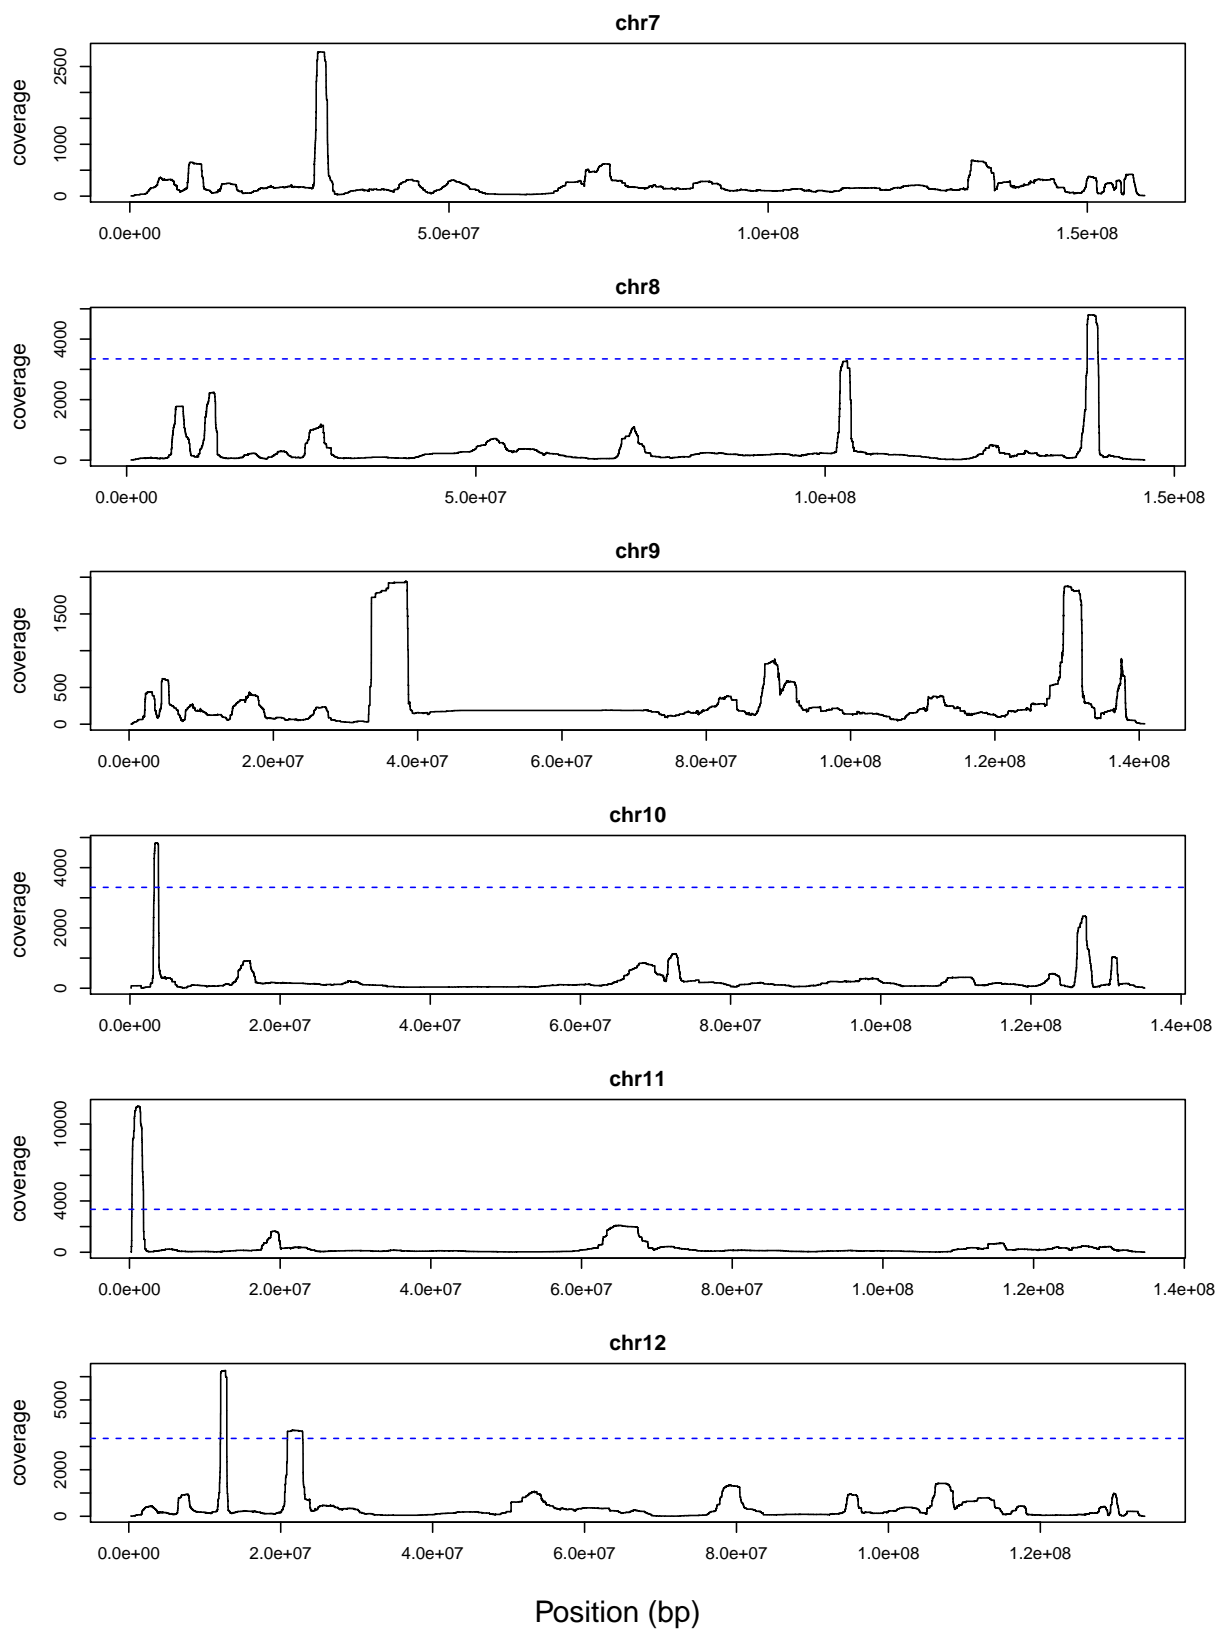 chr7
coverage
0 1000 2500
0.0e+00 5.0e+07 1.0e+08 1.5e+08
chr8
coverage
0 2000 4000
0.0e+00 5.0e+07 1.0e+08 1.5e+08
chr9
coverage
0 500 1500
0.0e+00 2.0e+07 4.0e+07 6.0e+07 8.0e+07 1.0e+08 1.2e+08 1.4e+08
chr10
coverage
0 2000 4000
0.0e+00 2.0e+07 4.0e+07 6.0e+07 8.0e+07 1.0e+08 1.2e+08 1.4e+08
chr11
coverage
0 4000 10000
0.0e+00 2.0e+07 4.0e+07 6.0e+07 8.0e+07 1.0e+08 1.2e+08 1.4e+08
chr12
coverage
0 2000 5000
0.0e+00 2.0e+07 4.0e+07 6.0e+07 8.0e+07 1.0e+08 1.2e+08
Position (bp)